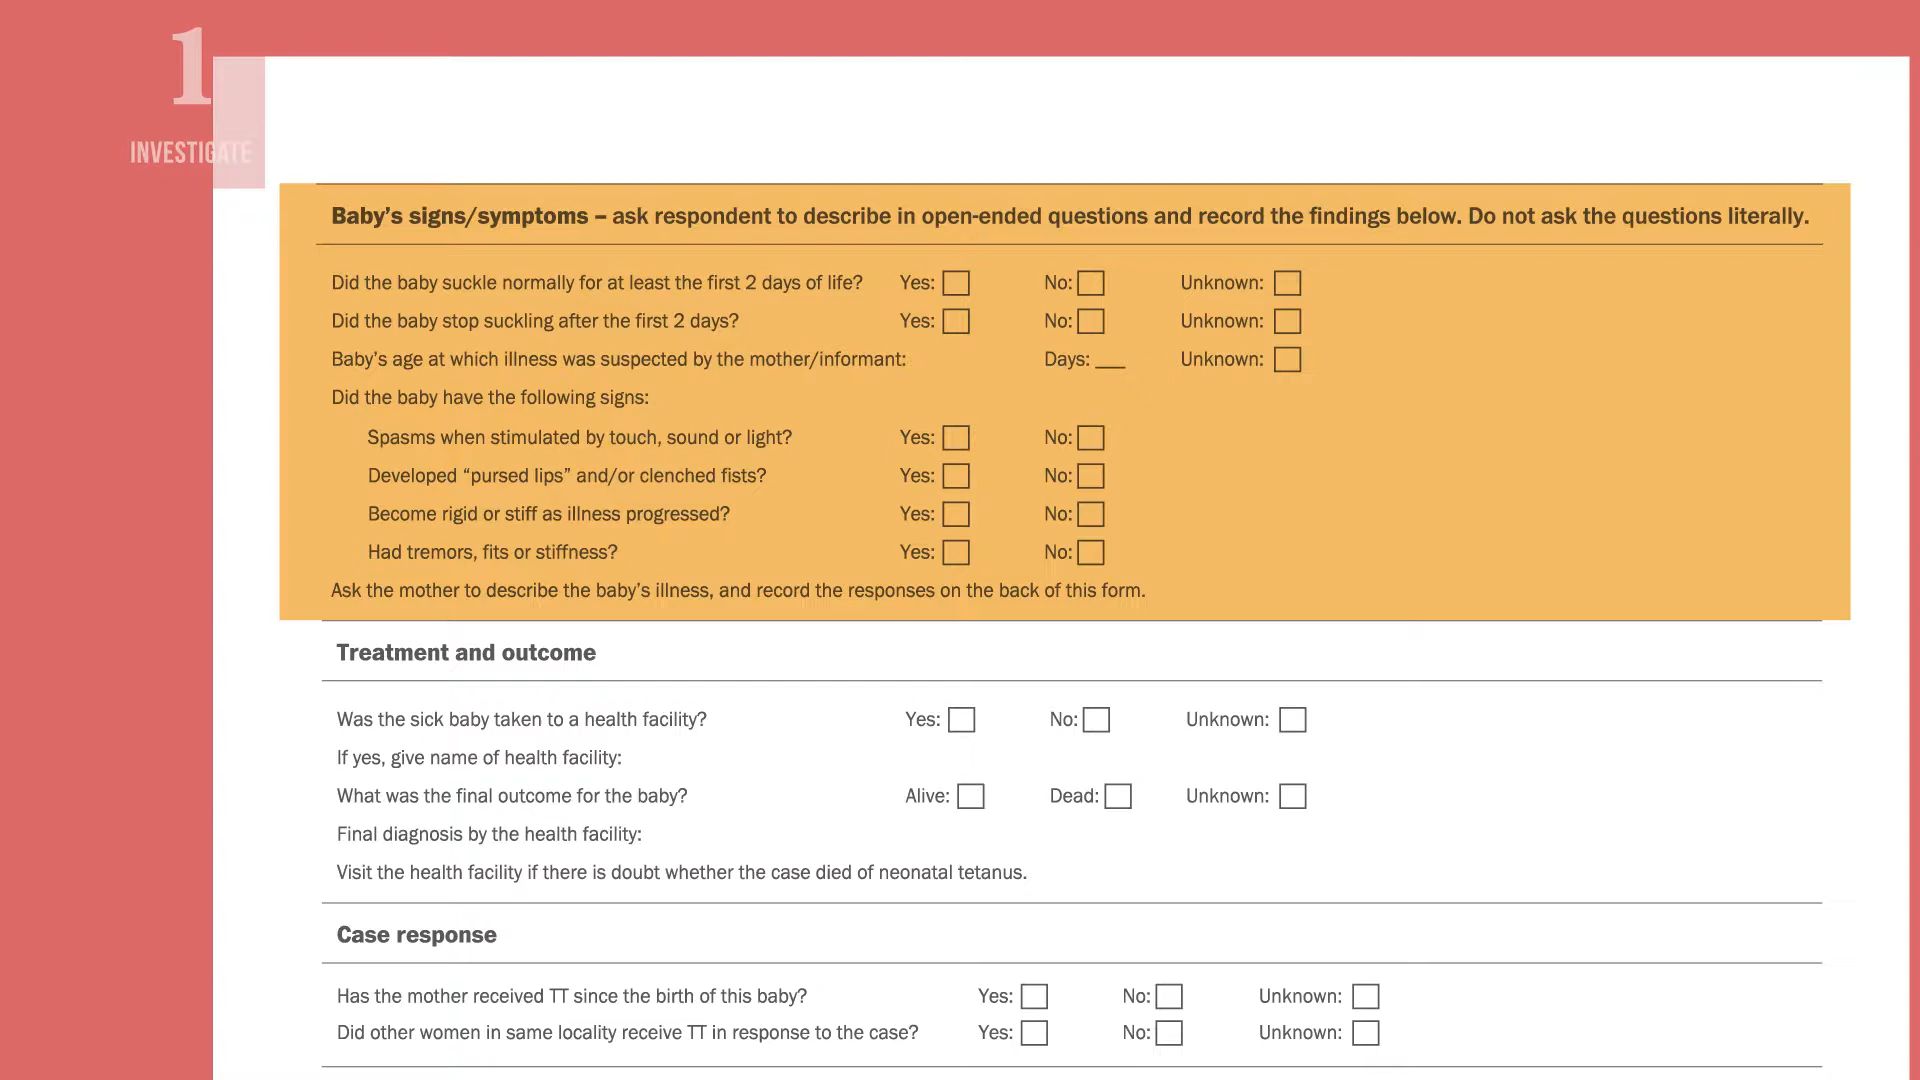 1
INVESTIGATE
Baby’s signs/symptoms – ask respondent to describe in open-ended questions and record the findings below. Do not ask the questions literally.
Did the baby suckle normally for at least the first 2 days of life? Yes: No: Unknown:
Did the baby stop suckling after the first 2 days? Yes: No: Unknown:
Baby’s age at which illness was suspected by the mother/informant: Days: ___ Unknown:
Did the baby have the following signs:
Spasms when stimulated by touch, sound or light? Yes: No:
Developed “pursed lips” and/or clenched fists? Yes: No:
Become rigid or stiff as illness progressed? Yes: No:
Had tremors, fits or stiffness? Yes: No:
Ask the mother to describe the baby’s illness, and record the responses on the back of this form.
Treatment and outcome
Was the sick baby taken to a health facility? Yes: No: Unknown:
If yes, give name of health facility:
What was the final outcome for the baby? Alive: Dead: Unknown:
Final diagnosis by the health facility:
Visit the health facility if there is doubt whether the case died of neonatal tetanus.
Case response
Has the mother received TT since the birth of this baby? Yes: No: Unknown:
Did other women in same locality receive TT in response to the case? Yes: No: Unknown: